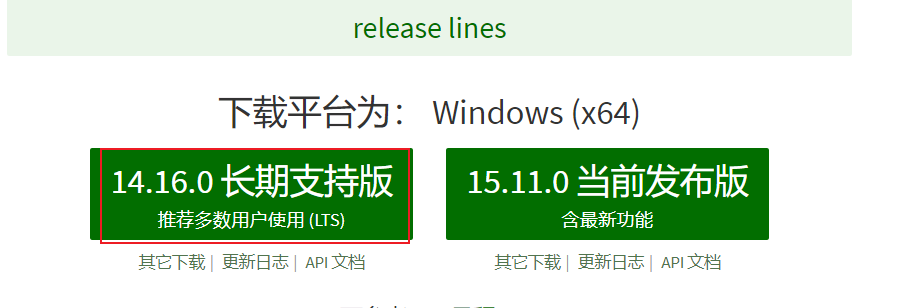 release lines
下载平台为： Windows (x64)
14.16.0 长期支持版
推荐多数用户使用 (LTS)
15.11.0 当前发布版
含最新功能
其它下载 | 更新日志 | API 文档
其它下载 | 更新日志 | API 文档